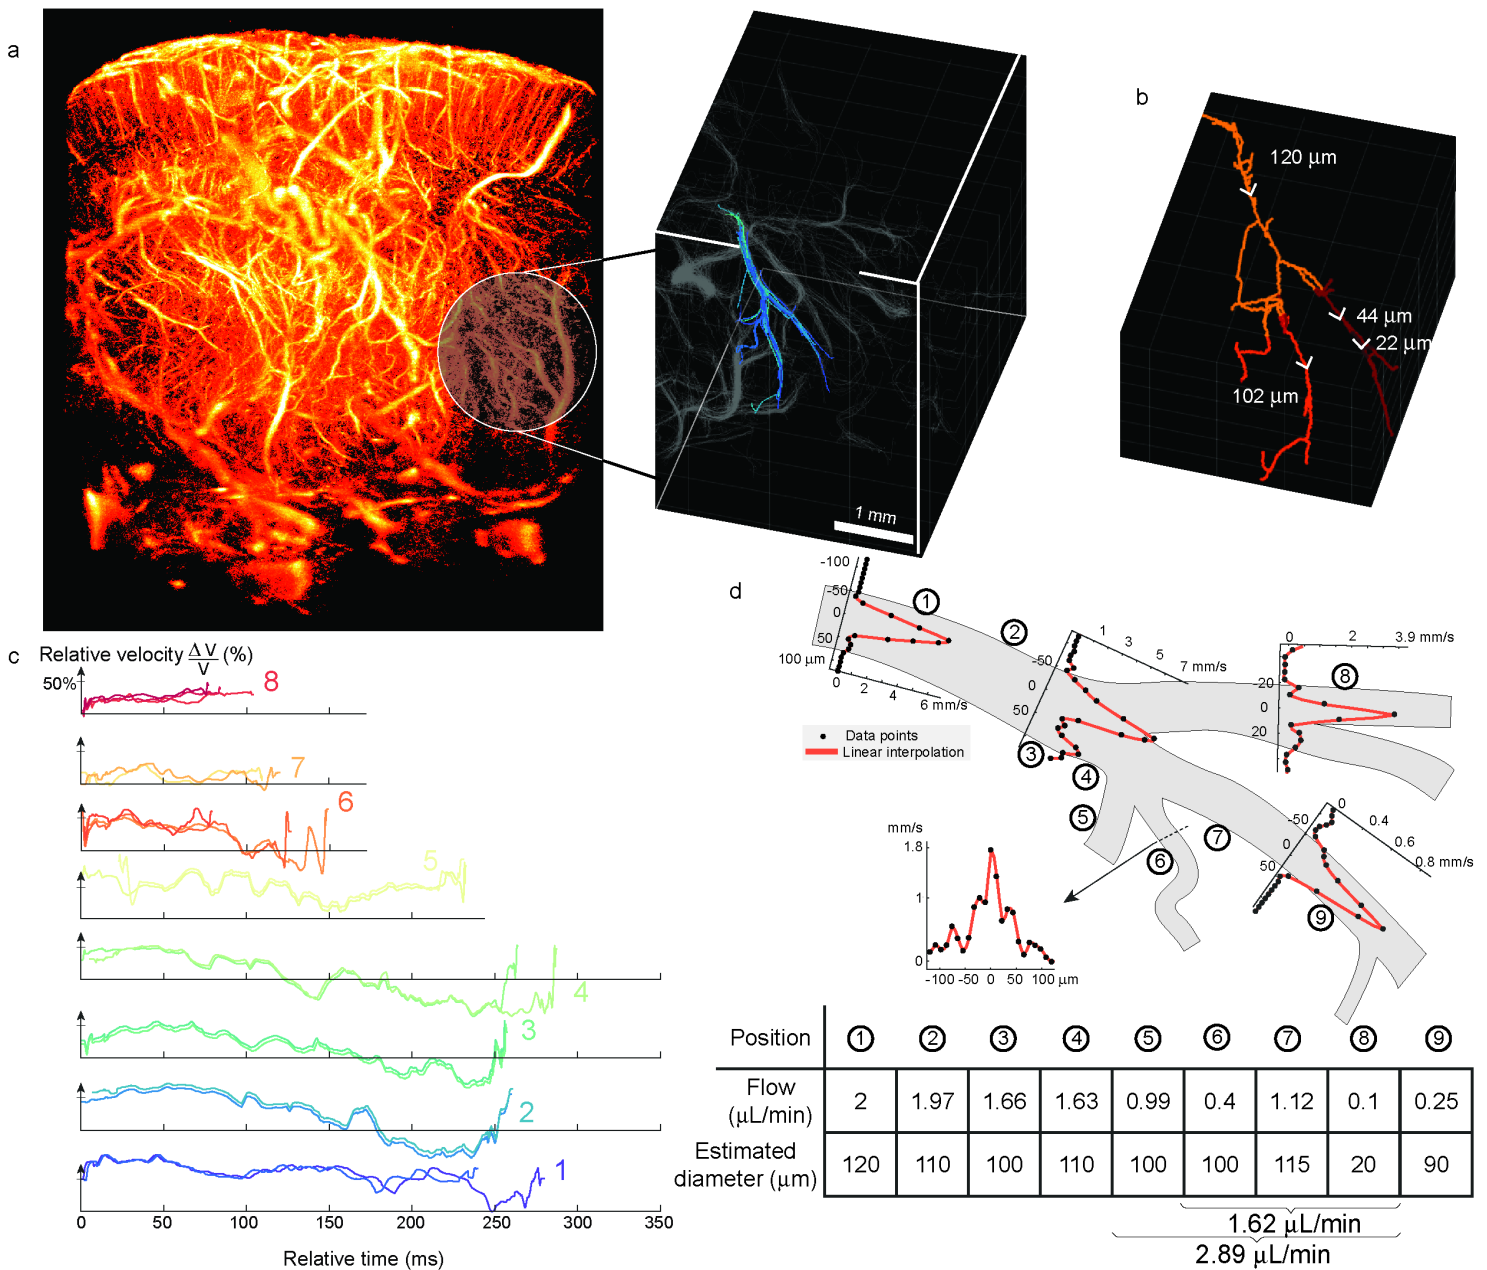 a
1 mm
b
120 µm
44 µm
22 µm
102 µm
c
Relative velocity ΔV/V (%)
50%
8
7
6
5
4
3
2
1
0 50 100 150 200 250 300 350
Relative time (ms)
d
-100
-50
0
50
100 µm
0 2 4 6 mm/s
1
2
-50
0
50
1 3 5 7 mm/s
3
4
5
6
7
0 2 3.9 mm/s
20
0
20
8
Data points
Linear interpolation
mm/s
1.8
1
0
-100 -50 0 50 100 µm
-50
0
50
0 0.4 0.6 0.8 mm/s
9
Position 1 2 3 4 5 6 7 8 9
Flow
(µL/min) 2 1.97 1.66 1.63 0.99 0.4 1.12 0.1 0.25
Estimated
diameter (µm) 120 110 100 110 100 100 115 20 90
1.62 µL/min
2.89 µL/min